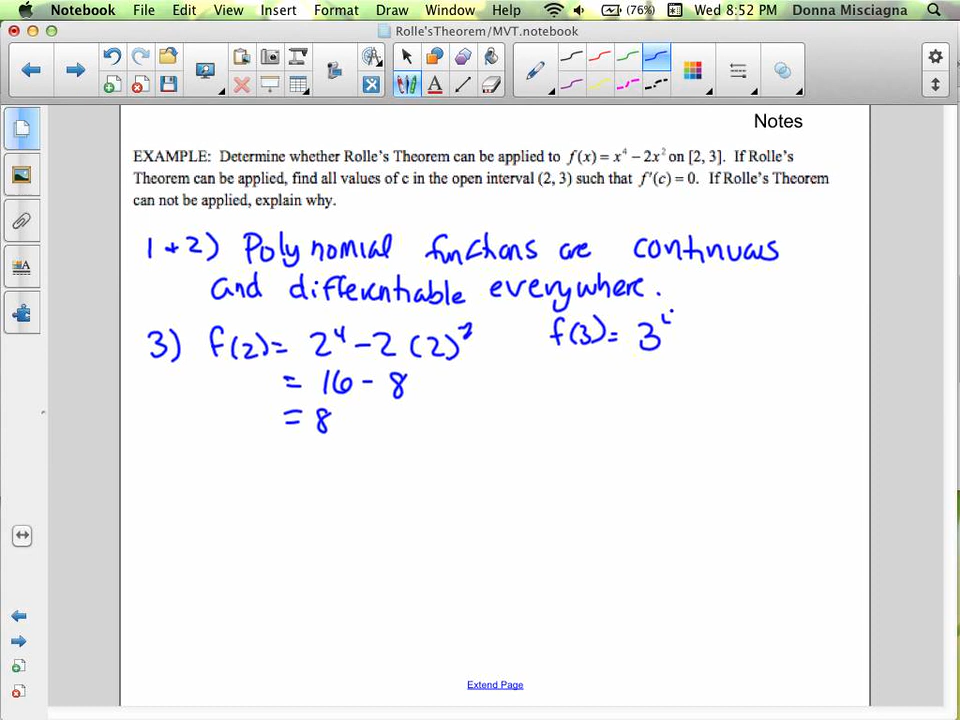 Notebook File Edit View Insert Format Draw Window Help (76%) Wed 8:52 PM Donna Misciagna
Rolle'sTheorem/MVT.notebook
Notes
EXAMPLE: Determine whether Rolle's Theorem can be applied to f(x) = x⁴ − 2x² on [2, 3]. If Rolle's
Theorem can be applied, find all values of c in the open interval (2, 3) such that f′(c) = 0. If Rolle's Theorem
can not be applied, explain why.
1 + 2) Polynomial functions are continuous
and differentiable everywhere.
3) f(2) = 2⁴ − 2(2)² f(3) = 3
= 16 − 8
= 8
Extend Page